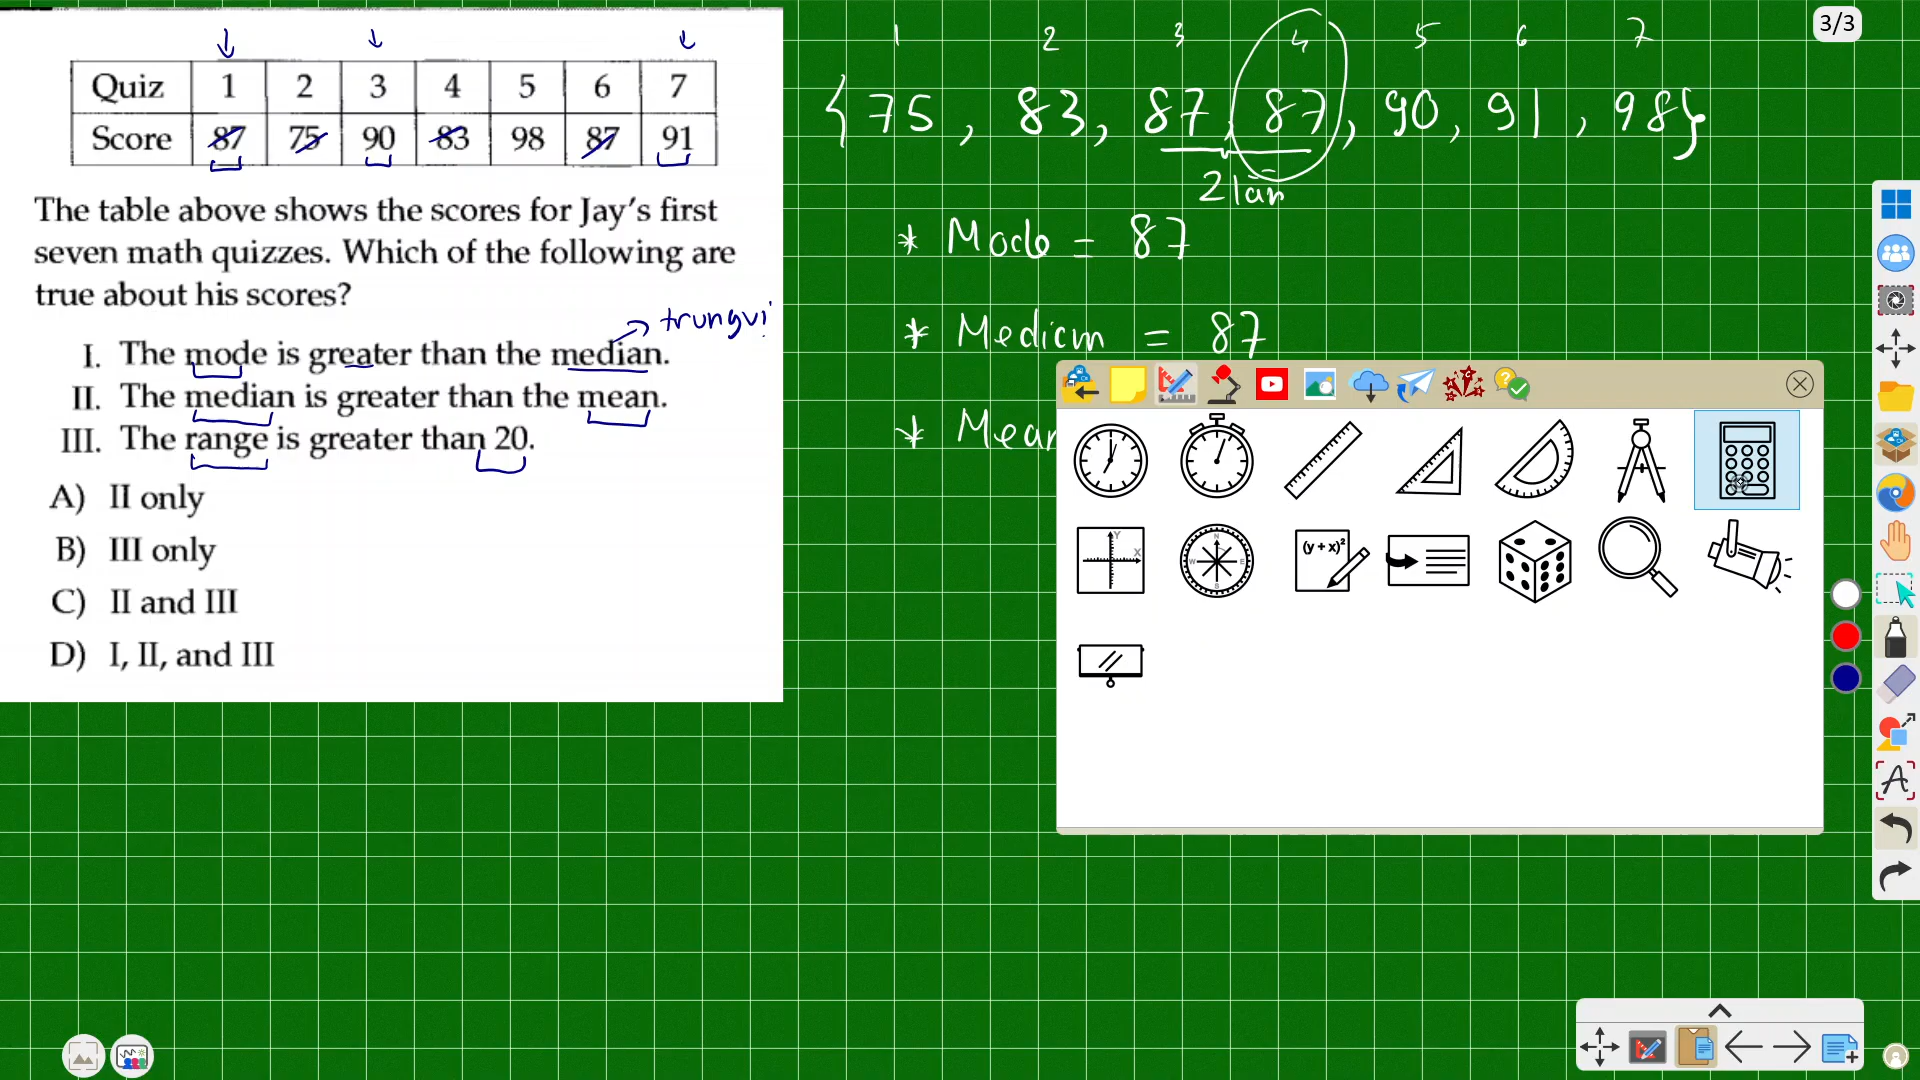 3/3
Quiz 1 2 3 4 5 6 7
Score 87 75 90 83 98 87 91
The table above shows the scores for Jay's first
seven math quizzes. Which of the following are
true about his scores?
trungvi
I. The mode is greater than the median.
II. The median is greater than the mean.
III. The range is greater than 20.
A) II only
B) III only
C) II and III
D) I, II, and III
1 2 3 4 5 6 7
{75, 83, 87, 87, 90, 91, 98}
2 lần
* Mode = 87
* Median = 87
* Mean
(y + x)²
Y
X
N
W E
S